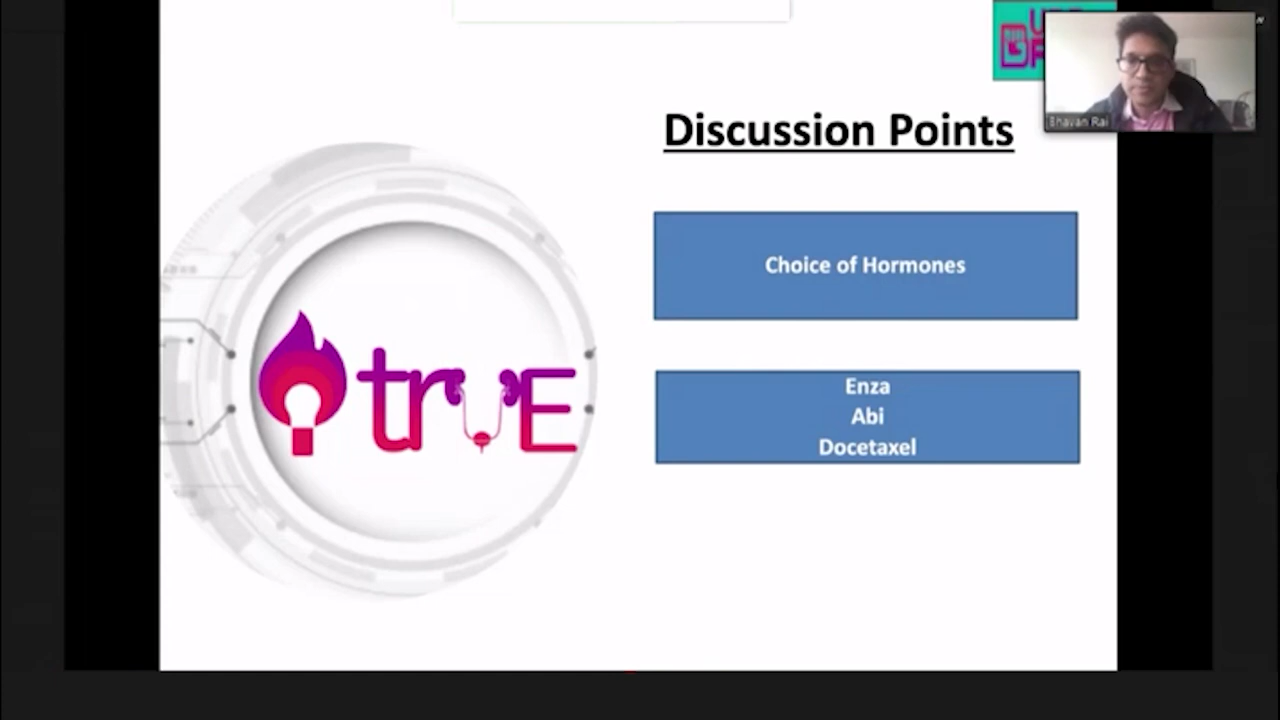 Discussion Points
Bhavan Rai
Choice of Hormones
trUE
Enza
Abi
Docetaxel